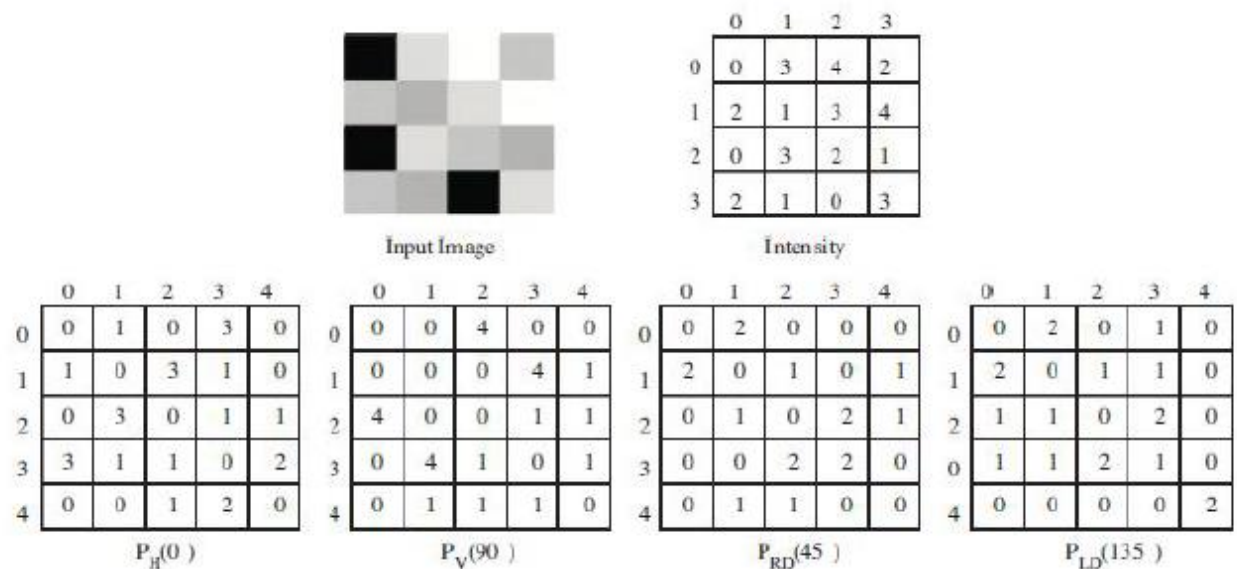 0 1 2 3
0 0 3 4 2
1 2 1 3 4
2 0 3 2 1
3 2 1 0 3
Input Image
Intensity
0 1 2 3 4
0 0 1 0 3 0
1 1 0 3 1 0
2 0 3 0 1 1
3 3 1 1 0 2
4 0 0 1 2 0
P_H(0 )
0 1 2 3 4
0 0 0 4 0 0
1 0 0 0 4 1
2 4 0 0 1 1
3 0 4 1 0 1
4 0 1 1 1 0
P_V(90 )
0 1 2 3 4
0 0 2 0 0 0
1 2 0 1 0 1
2 0 1 0 2 1
3 0 0 2 2 0
4 0 1 1 0 0
P_RD(45 )
0 1 2 3 4
0 0 2 0 1 0
1 2 0 1 1 0
2 1 1 0 2 0
0 1 1 2 1 0
4 0 0 0 0 2
P_LD(135 )